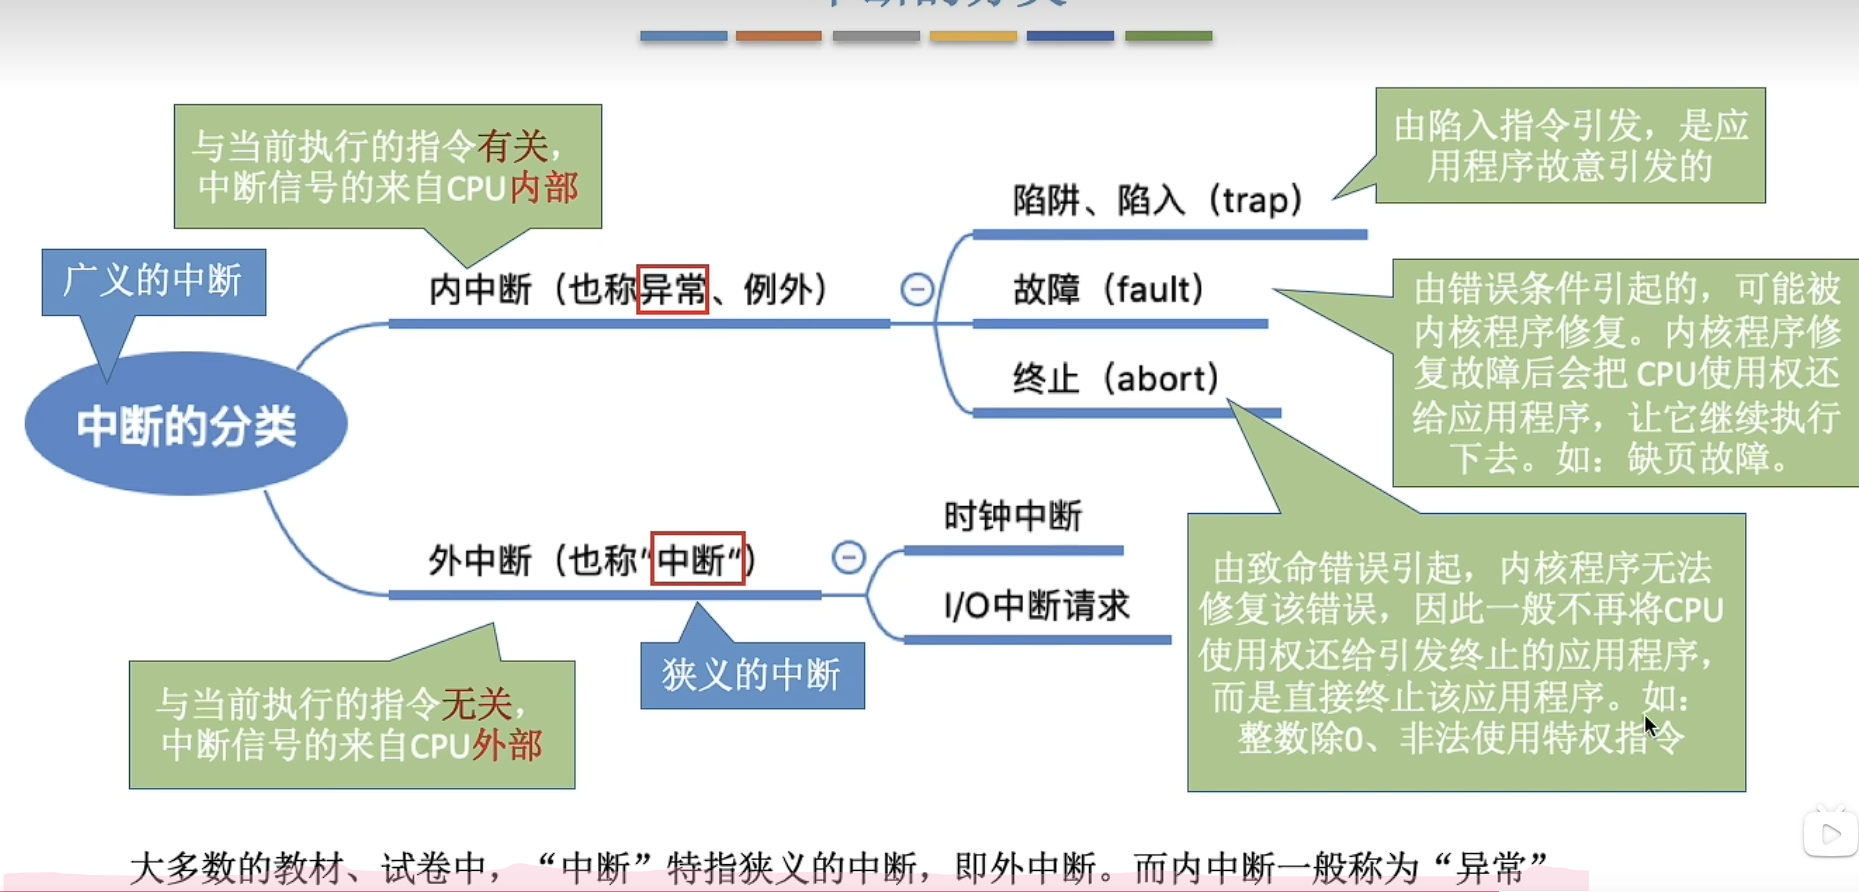 中断的分类
与当前执行的指令有关，
中断信号的来自CPU内部
由陷入指令引发，是应
用程序故意引发的
陷阱、陷入（trap）
广义的中断
内中断（也称异常、例外）
故障（fault）
由错误条件引起的，可能被
内核程序修复。内核程序修
复故障后会把 CPU使用权还
给应用程序，让它继续执行
下去。如：缺页故障。
终止（abort）
中断的分类
时钟中断
外中断（也称“中断“）
I/O中断请求
由致命错误引起，内核程序无法
修复该错误，因此一般不再将CPU
使用权还给引发终止的应用程序，
而是直接终止该应用程序。如：
整数除0、非法使用特权指令
狭义的中断
与当前执行的指令无关，
中断信号的来自CPU外部
大多数的教材、试卷中，“中断”特指狭义的中断，即外中断。而内中断一般称为“异常”